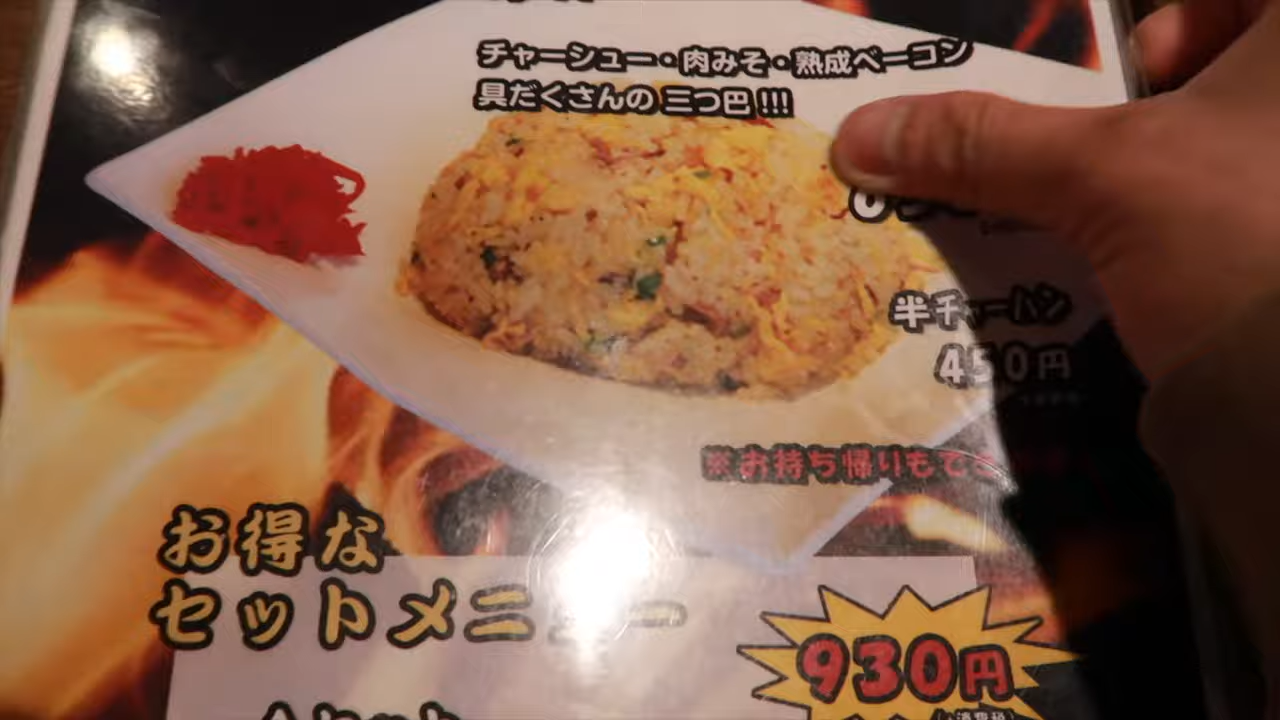 チャーシュー・肉みそ・熟成ベーコン
具だくさんの 三つ巴 !!!
半チャーハン
450円
※お持ち帰りもでき
お得な
セットメニュー
930円